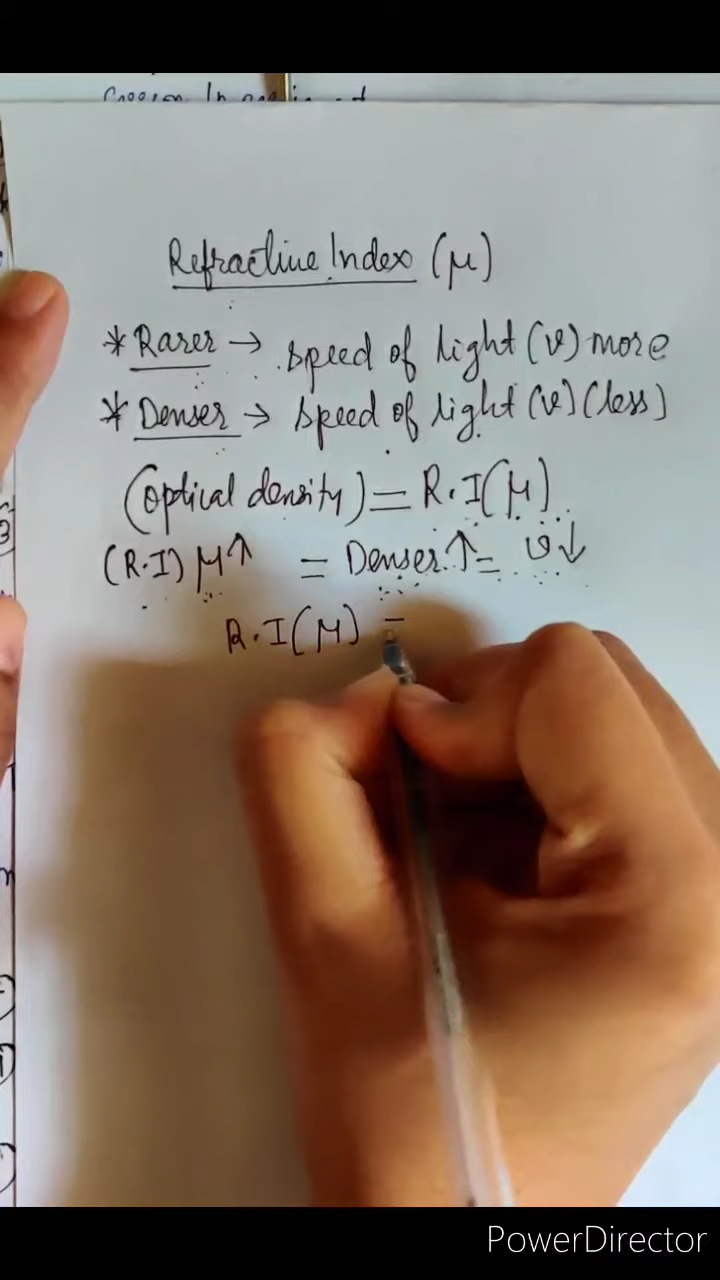 Refractive Index (μ)
* Rarer → speed of light (v) more
* Denser → speed of light (v) (less)
(optical density) = R.I (μ)
(R.I) μ↑ = Denser ↑ = v↓
R.I (μ) =
PowerDirector